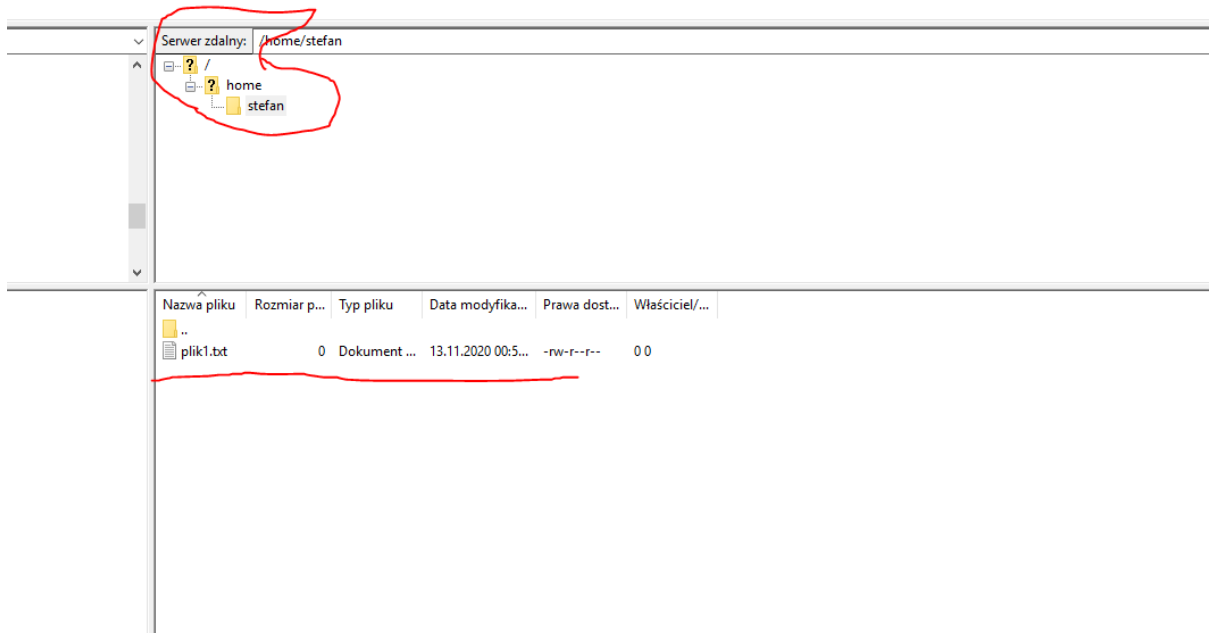 Serwer zdalny: /home/stefan
/
home
stefan
Nazwa pliku Rozmiar p... Typ pliku Data modyfika... Prawa dost... Właściciel/...
..
plik1.txt 0 Dokument ... 13.11.2020 00:5... -rw-r--r-- 0 0